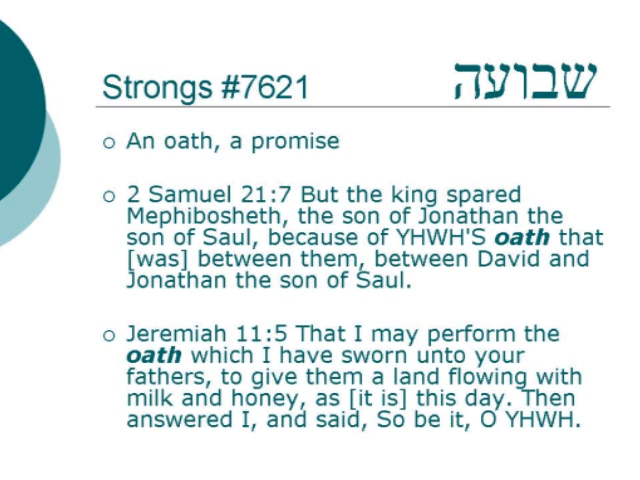 Strongs #7621 שבועה
An oath, a promise
2 Samuel 21:7 But the king spared
Mephibosheth, the son of Jonathan the
son of Saul, because of YHWH'S oath that
[was] between them, between David and
Jonathan the son of Saul.
Jeremiah 11:5 That I may perform the
oath which I have sworn unto your
fathers, to give them a land flowing with
milk and honey, as [it is] this day. Then
answered I, and said, So be it, O YHWH.